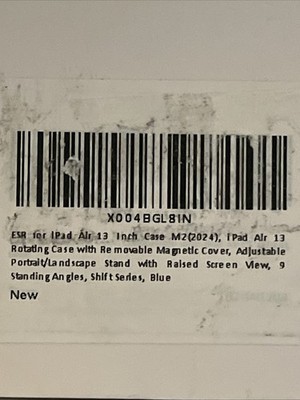 X004BGL81N
ESR for iPad Air 13 Inch Case M2(2024), iPad Air 13
Rotating Case with Removable Magnetic Cover, Adjustable
Portrait/Landscape Stand with Raised Screen View, 9
Standing Angles, Shift Series, Blue
New